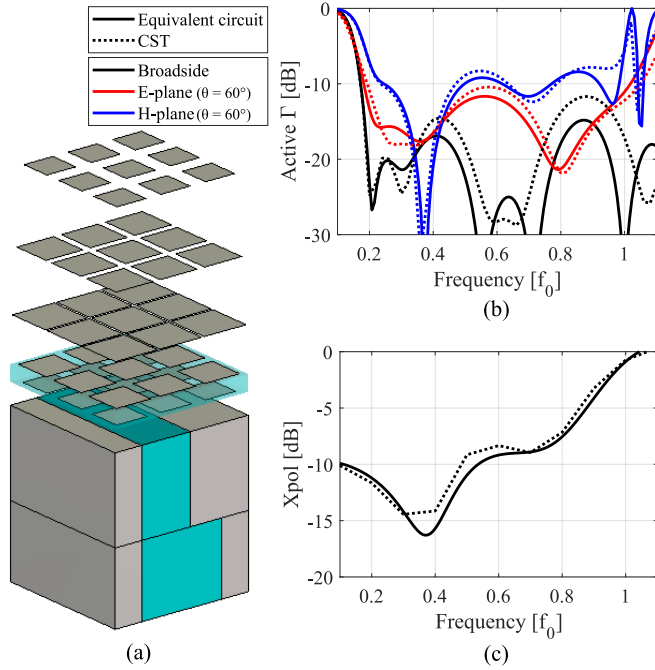 Equivalent circuit
CST
Broadside
E-plane (θ = 60°)
H-plane (θ = 60°)
(a)
0
-10
-20
-30
Active Γ [dB]
0.2 0.4 0.6 0.8 1
Frequency [f0]
(b)
0
-5
-10
-15
-20
Xpol [dB]
0.2 0.4 0.6 0.8 1
Frequency [f0]
(c)